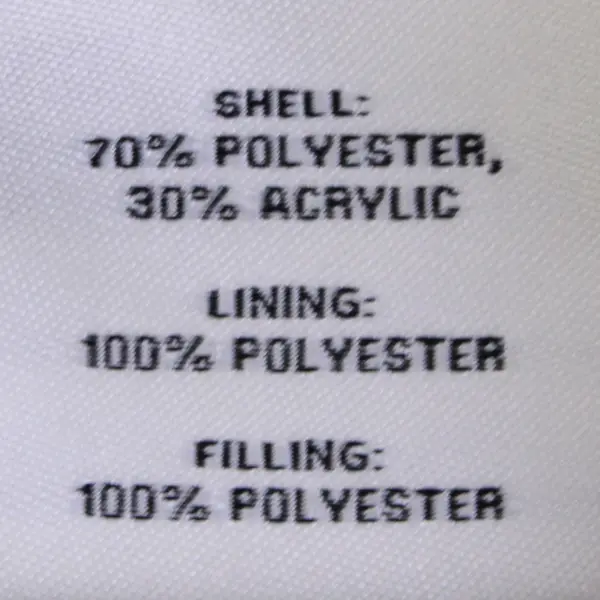 SHELL:
70% POLYESTER,
30% ACRYLIC
LINING:
100% POLYESTER
FILLING:
100% POLYESTER